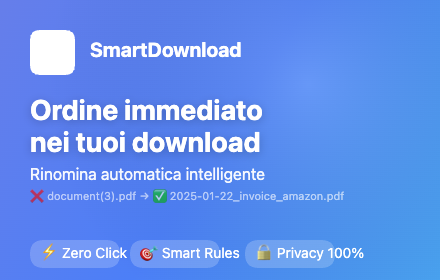 SmartDownload
Ordine immediato
nei tuoi download
Rinomina automatica intelligente
❌ document(3).pdf → ✅ 2025-01-22_invoice_amazon.pdf
⚡ Zero Click 🎯 Smart Rules 🔒 Privacy 100%